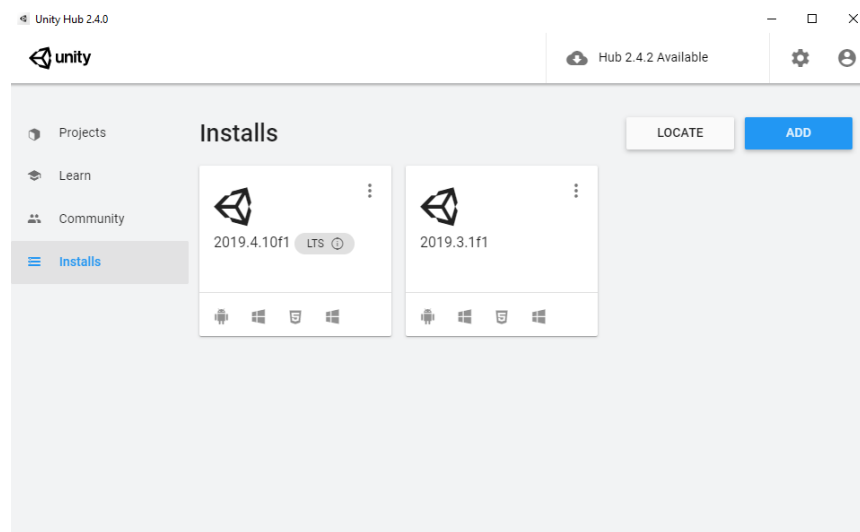 Unity Hub 2.4.0
unity
Hub 2.4.2 Available
Projects
Learn
Community
Installs
Installs
LOCATE
ADD
2019.4.10f1 LTS
2019.3.1f1